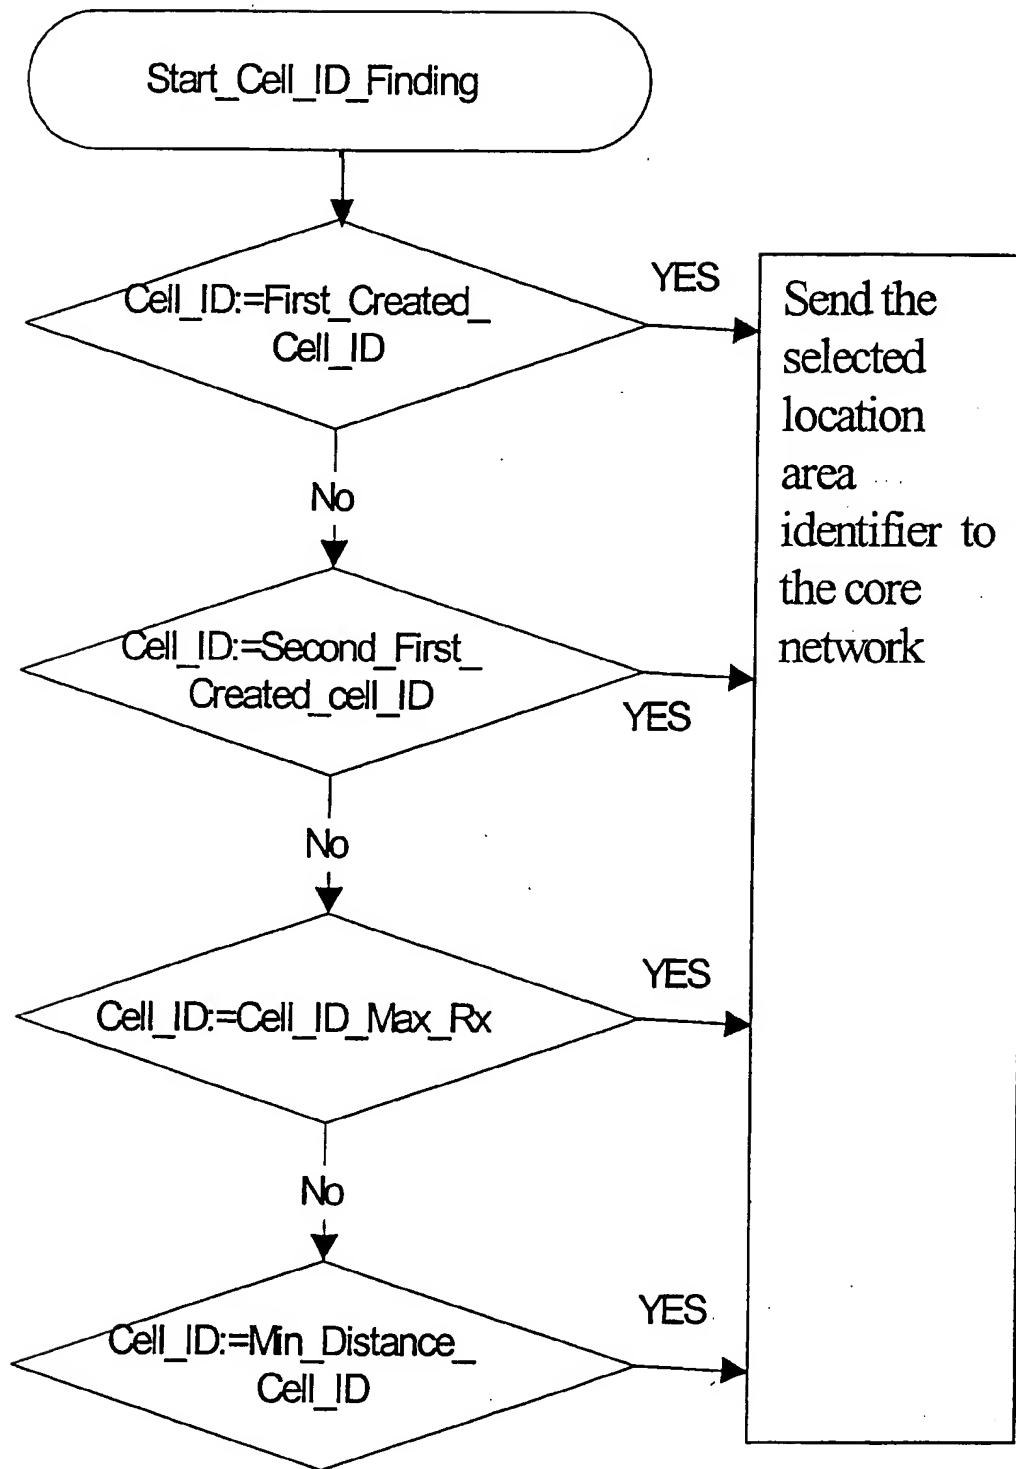 Start_Cell_ID_Finding
Cell_ID:=First_Created_
Cell_ID
YES
Send the
selected
location
area
identifier to
the core
network
No
Cell_ID:=Second_First_
Created_cell_ID
YES
No
Cell_ID:=Cell_ID_Max_Rx
YES
No
Cell_ID:=Min_Distance_
Cell_ID
YES